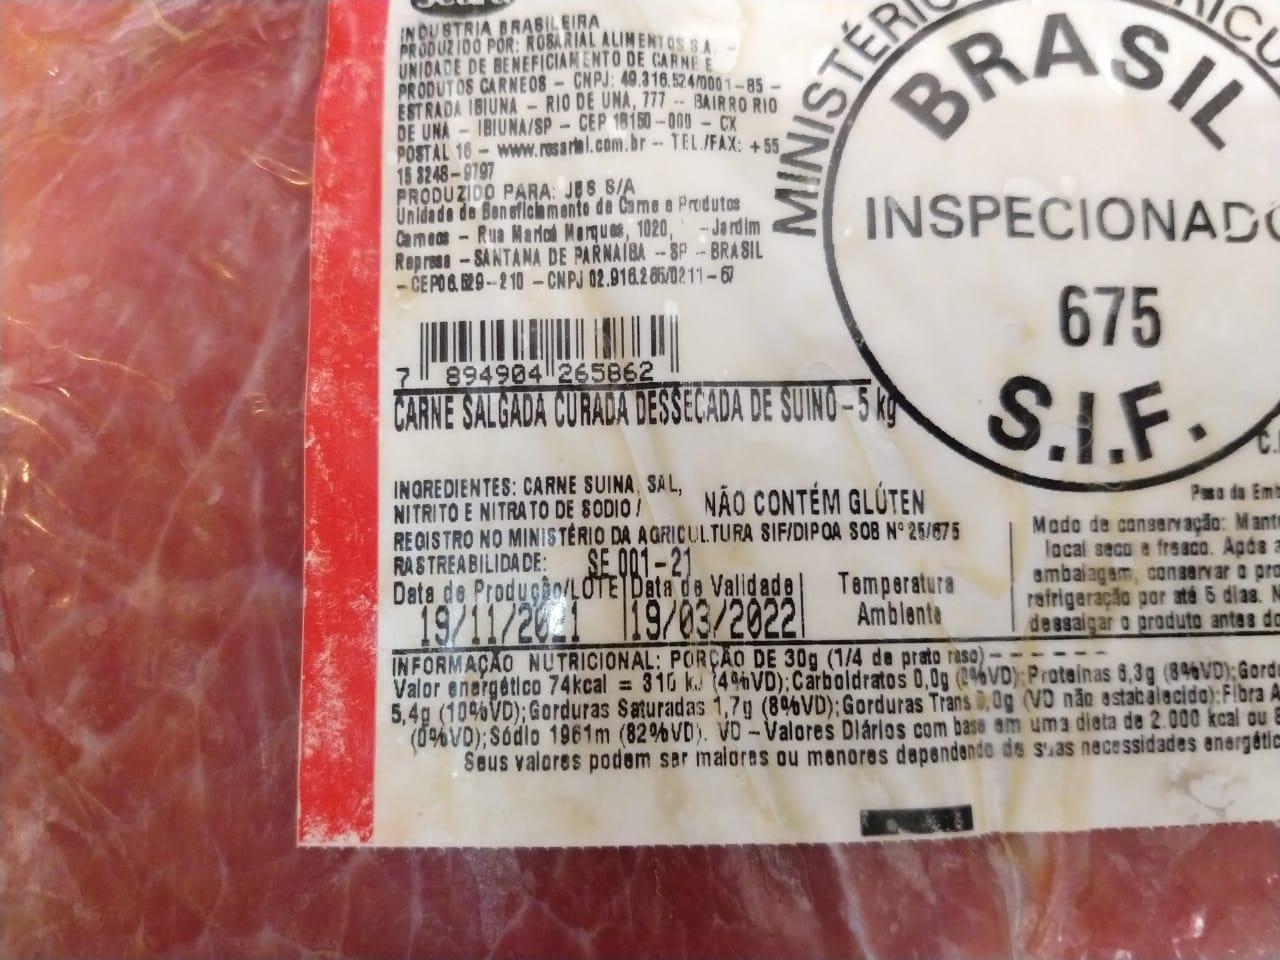 INDUSTRIA BRASILEIRA
PRODUZIDO POR: ROSARIAL ALIMENTOS S.A. -
UNIDADE DE BENEFICIAMENTO DE CARNE E
PRODUTOS CARNEOS - CNPJ: 49.316.524/0001-85 -
ESTRADA IBIUNA - RIO DE UNA, 777 -- BAIRRO RIO
DE UNA - IBIUNA/SP - CEP 18150-000 - CX
POSTAL 16 - www.rosarial.com.br -- TEL./FAX: +55
15 3248-9797
PRODUZIDO PARA: JBS S/A
Unidade de Beneficiamento de Carne e Produtos
Carneos - Rua Maricá Marques, 1020, -- Jardim
Represa - SANTANA DE PARNAIBA -- SP -- BRASIL
- CEP06.529--210 - CNPJ 02.916.265/0211-67
7 894904 265862
CARNE SALGADA CURADA DESSECADA DE SUINO-5 kg
INGREDIENTES: CARNE SUINA, SAL,
NITRITO E NITRATO DE SODIO /
NÃO CONTÉM GLÚTEN
REGISTRO NO MINISTÉRIO DA AGRICULTURA SIF/DIPOA SOB Nº 25/675
RASTREABILIDADE: SE 001-21
Data de Produção/LOTE Data de Validade
19/11/2021 19/03/2022
Temperatura
Ambiente
INFORMAÇÃO NUTRICIONAL: PORÇÃO DE 30g (1/4 de prato raso)
Valor energético 74kcal = 310 kJ (4%VD); Carboidratos 0,0g (0%VD); Proteínas 6,3g (8%VD);
5,4g (10%VD); Gorduras Saturadas 1,7g (8%VD); Gorduras Trans 0,0g (VD não estabelecido); Fibra
(0%VD); Sódio 1961m (82%VD). VD - Valores Diários com base em uma dieta de 2.000 kcal ou
Seus valores podem ser maiores ou menores dependendo de suas necessidades
MINISTÉRIO
BRASIL
INSPECIONADO
675
S.I.F.
Peso da
Modo de conservação:
local seco e fresco. Após
embalagem, conservar o
refrigeração por até 5 dias.
dessalgar o produto antes